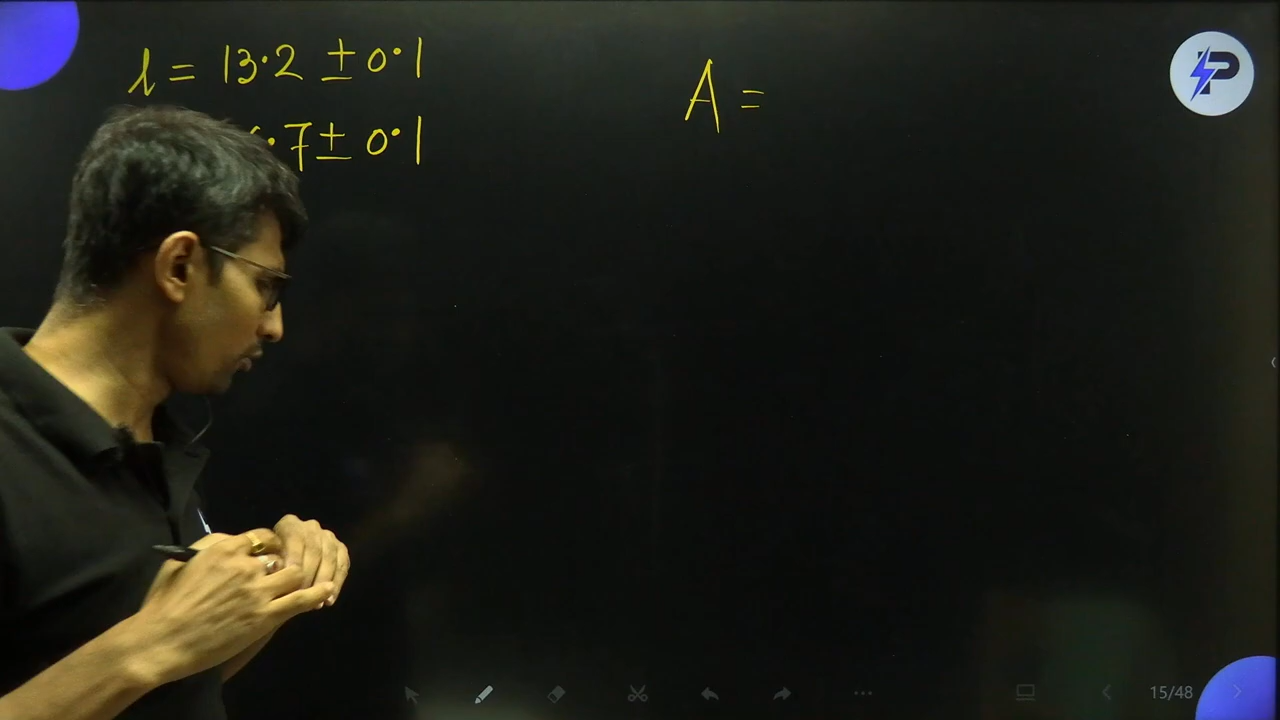 l = 13.2 ± 0.1
.7 ± 0.1
A =
P
15/48